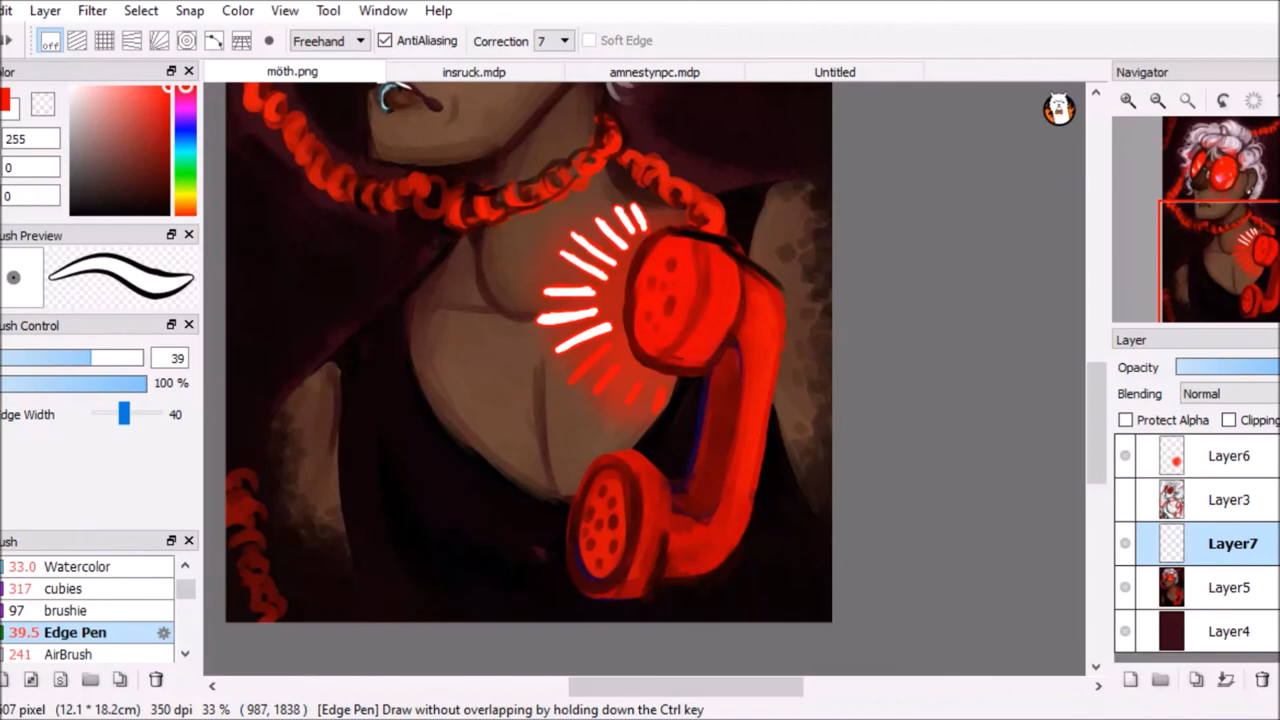 dit Layer Filter Select Snap Color View Tool Window Help
off Freehand AntiAliasing Correction 7 Soft Edge
olor möth.png insruck.mdp amnestynpc.mdp Untitled Navigator
255
0
0
rush Preview
rush Control
39
100 %
dge Width 40
Layer
Opacity
Blending Normal
Protect Alpha Clipping
Layer6
Layer3
Layer7
Layer5
Layer4
rush
33.0 Watercolor
317 cubies
97 brushie
39.5 Edge Pen
241 AirBrush
607 pixel (12.1 * 18.2cm) 350 dpi 33 % ( 987, 1838 ) [Edge Pen] Draw without overlapping by holding down the Ctrl key